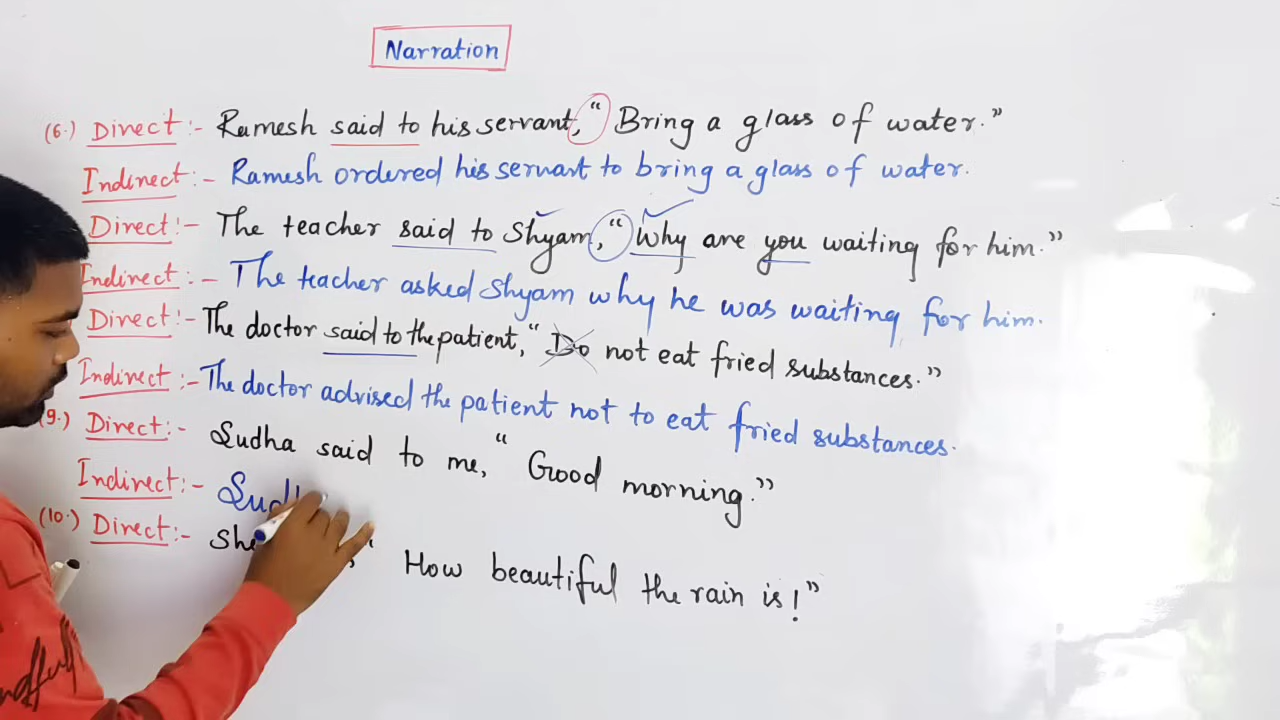 Narration
(6.) Direct :- Ramesh said to his servant, “ Bring a glass of water.”
Indirect :- Ramesh ordered his servant to bring a glass of water.
Direct :- The teacher said to Shyam, “ Why are you waiting for him.”
Indirect :- The teacher asked Shyam why he was waiting for him.
Direct :- The doctor said to the patient, “ Do not eat fried substances.”
Indirect :- The doctor advised the patient not to eat fried substances.
(9.) Direct :- Sudha said to me, “ Good morning.”
Indirect :-
(10.) Direct :- She “ How beautiful the rain is ! ”